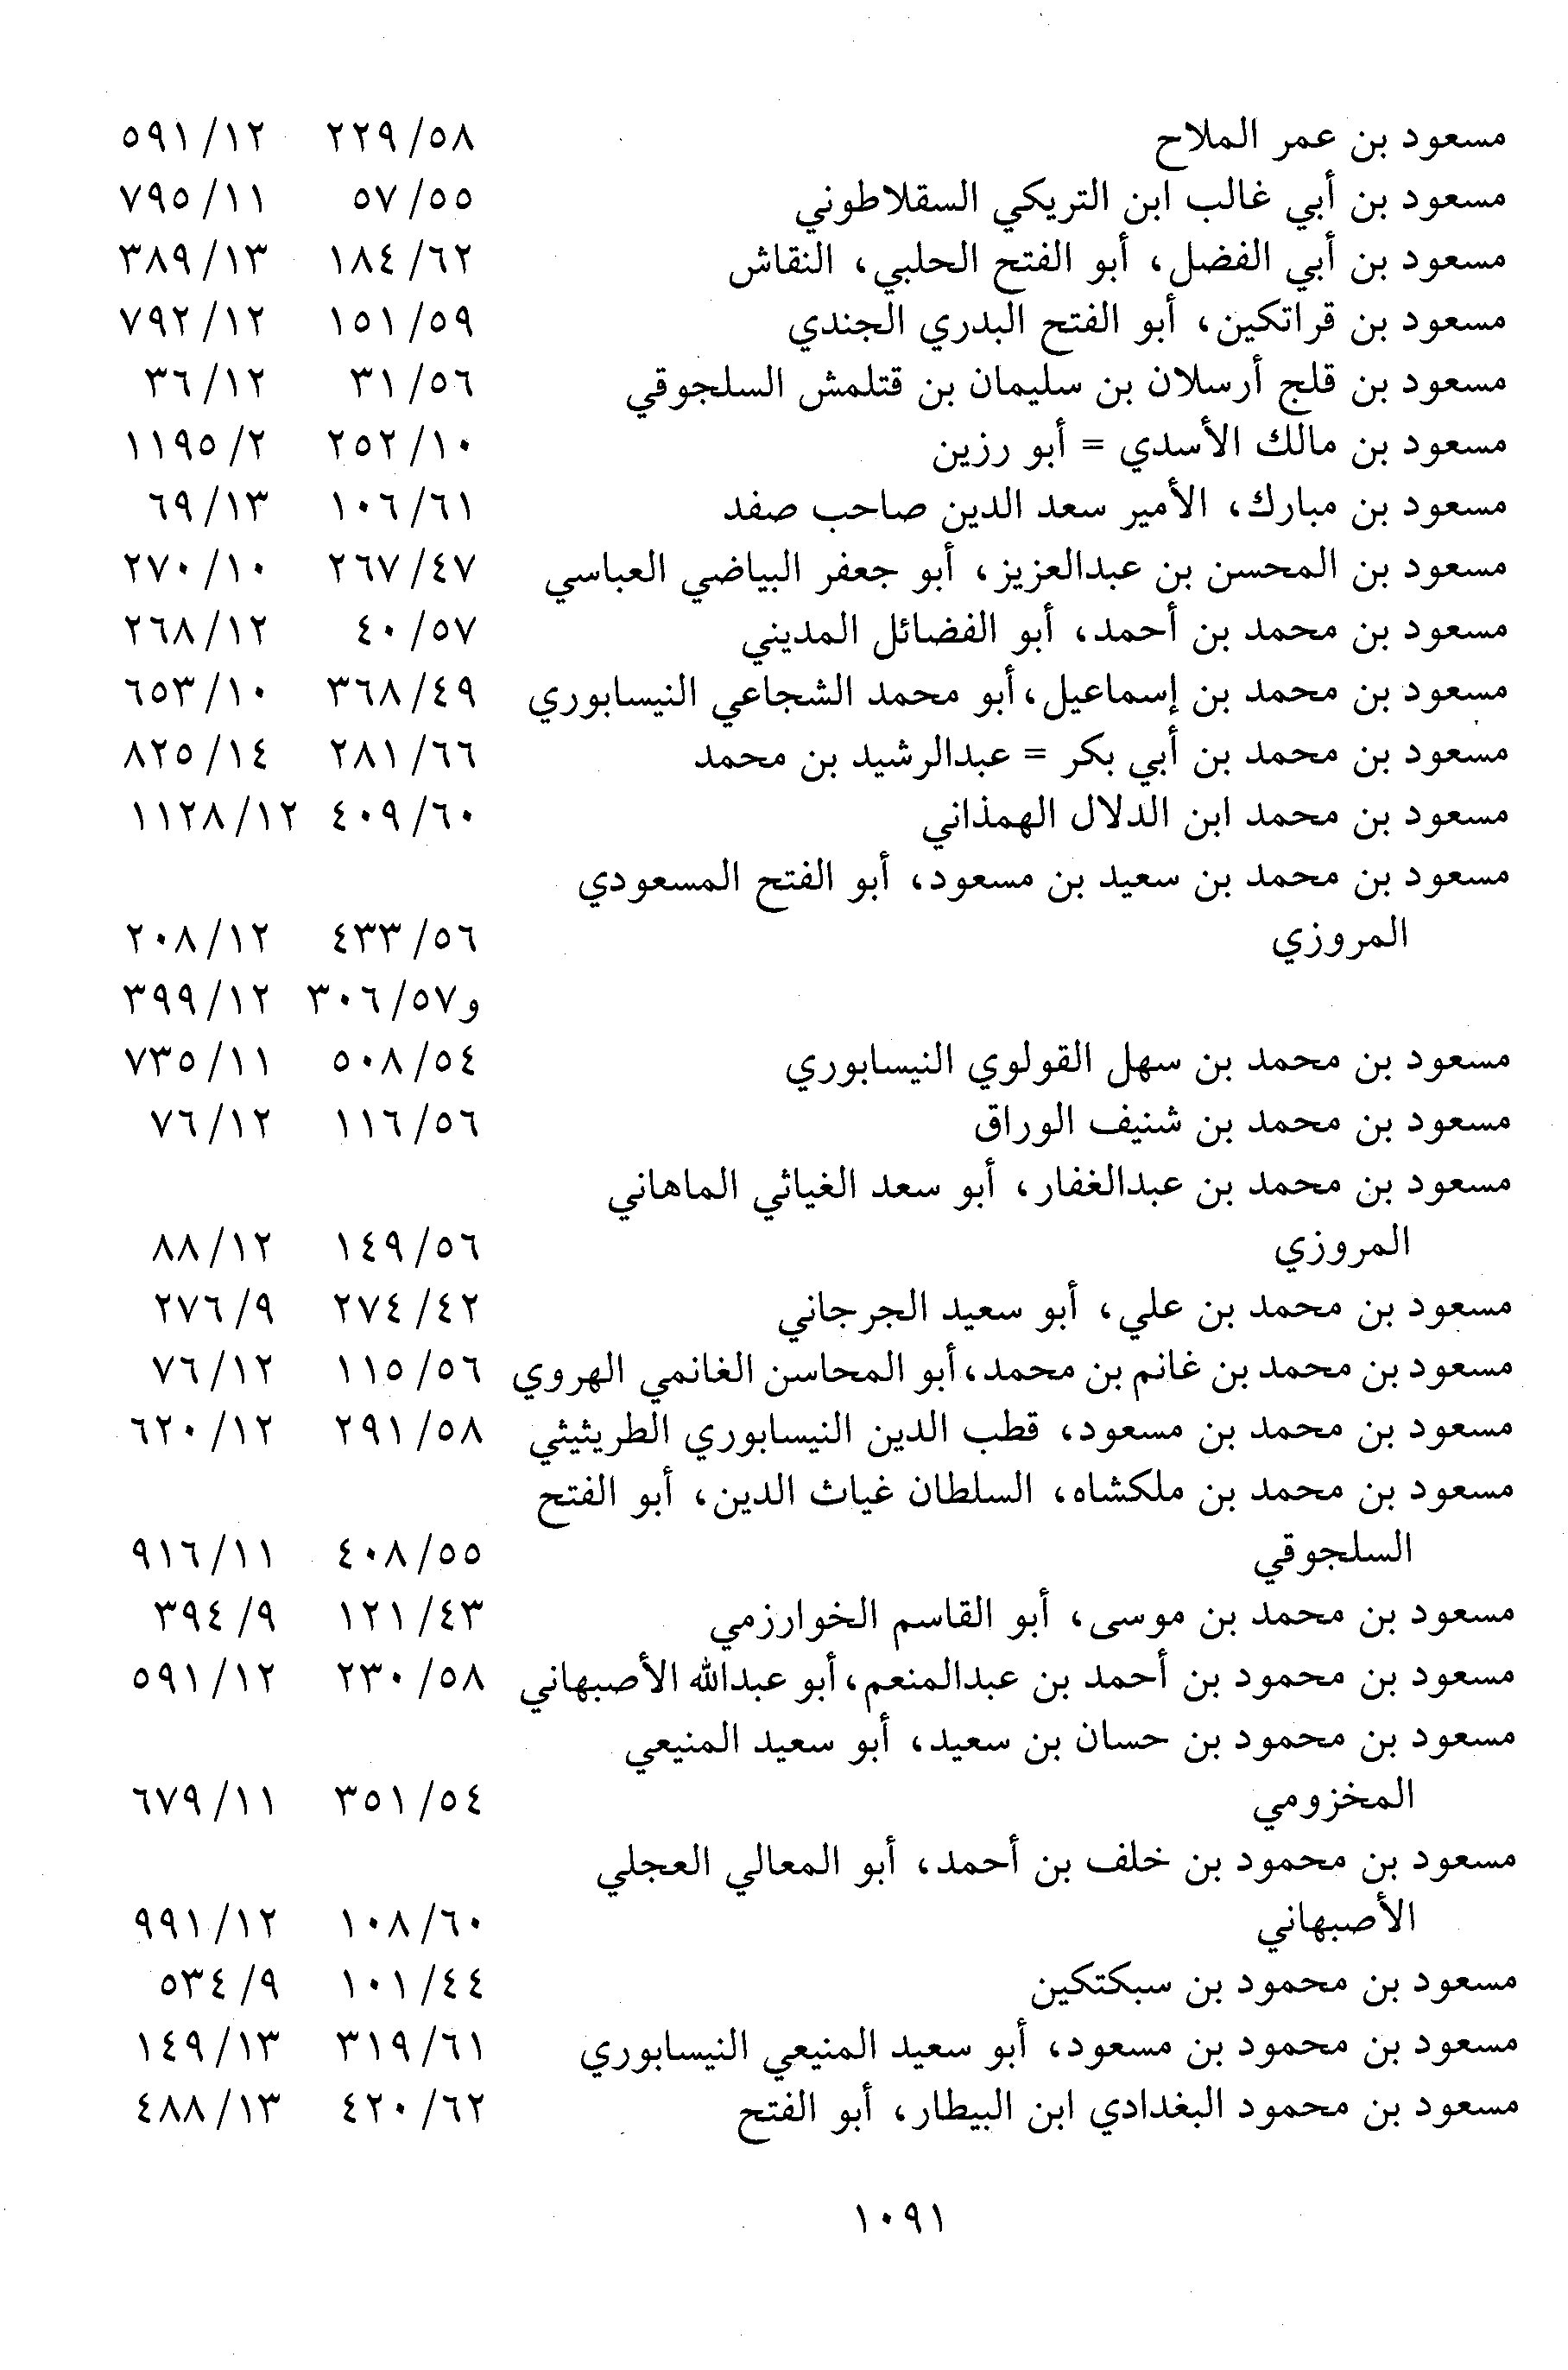 مسعود بن عمر الملاح ٢٢٩/٥٨ ٥٩١/١٢
مسعود بن أبي غالب ابن التريكي السقلاطوني ٥٧/٥٥ ٧٩٥/١١
مسعود بن أبي الفضل، أبو الفتح الحلبي، النقاش ١٨٤/٦٢ ٣٨٩/١٣
مسعود بن قراتكين، أبو الفتح البدري الجندي ١٥١/٥٩ ٧٩٢/١٢
مسعود بن قلج أرسلان بن سليمان بن قتلمش السلجوقي ٣١/٥٦ ٣٦/١٢
مسعود بن مالك الأسدي = أبو رزين ٢٥٢/١٠ ١١٩٥/٢
مسعود بن مبارك، الأمير سعد الدين صاحب صفد ١٠٦/٦١ ٦٩/١٣
مسعود بن المحسن بن عبدالعزيز، أبو جعفر البياضي العباسي ٢٦٧/٤٧ ٢٧٠/١٠
مسعود بن محمد بن أحمد، أبو الفضائل المديني ٤٠/٥٧ ٢٦٨/١٢
مسعود بن محمد بن إسماعيل، أبو محمد الشجاعي النيسابوري ٣٦٨/٤٩ ٦٥٣/١٠
مسعود بن محمد بن أبي بكر = عبدالرشيد بن محمد ٢٨١/٦٦ ٨٢٥/١٤
مسعود بن محمد ابن الدلال الهمذاني ٤٠٩/٦٠ ١١٢٨/١٢
مسعود بن محمد بن سعيد بن مسعود، أبو الفتح المسعودي
المروزي ٤٣٣/٥٦ ٢٠٨/١٢
و٣٠٦/٥٧ ٣٩٩/١٢
مسعود بن محمد بن سهل القولوي النيسابوري ٥٠٨/٥٤ ٧٣٥/١١
مسعود بن محمد بن شنيف الوراق ١١٦/٥٦ ٧٦/١٢
مسعود بن محمد بن عبدالغفار، أبو سعد الغياثي الماهاني
المروزي ١٤٩/٥٦ ٨٨/١٢
مسعود بن محمد بن علي، أبو سعيد الجرجاني ٢٧٤/٤٢ ٢٧٦/٩
مسعود بن محمد بن غانم بن محمد، أبو المحاسن الغانمي الهروي ١١٥/٥٦ ٧٦/١٢
مسعود بن محمد بن مسعود، قطب الدين النيسابوري الطريثيثي ٢٩١/٥٨ ٦٢٠/١٢
مسعود بن محمد بن ملكشاه، السلطان غياث الدين، أبو الفتح
السلجوقي ٤٠٨/٥٥ ٩١٦/١١
مسعود بن محمد بن موسى، أبو القاسم الخوارزمي ١٢١/٤٣ ٣٩٤/٩
مسعود بن محمود بن أحمد بن عبدالمنعم، أبو عبدالله الأصبهاني ٢٣٠/٥٨ ٥٩١/١٢
مسعود بن محمود بن حسان بن سعيد، أبو سعيد المنيعي
المخزومي ٣٥١/٥٤ ٦٧٩/١١
مسعود بن محمود بن خلف بن أحمد، أبو المعالي العجلي
الأصبهاني ١٠٨/٦٠ ٩٩١/١٢
مسعود بن محمود بن سبكتكين ١٠١/٤٤ ٥٣٤/٩
مسعود بن محمود بن مسعود، أبو سعيد المنيعي النيسابوري ٣١٩/٦١ ١٤٩/١٣
مسعود بن محمود البغدادي ابن البيطار، أبو الفتح ٤٢٠/٦٢ ٤٨٨/١٣
١٠٩١